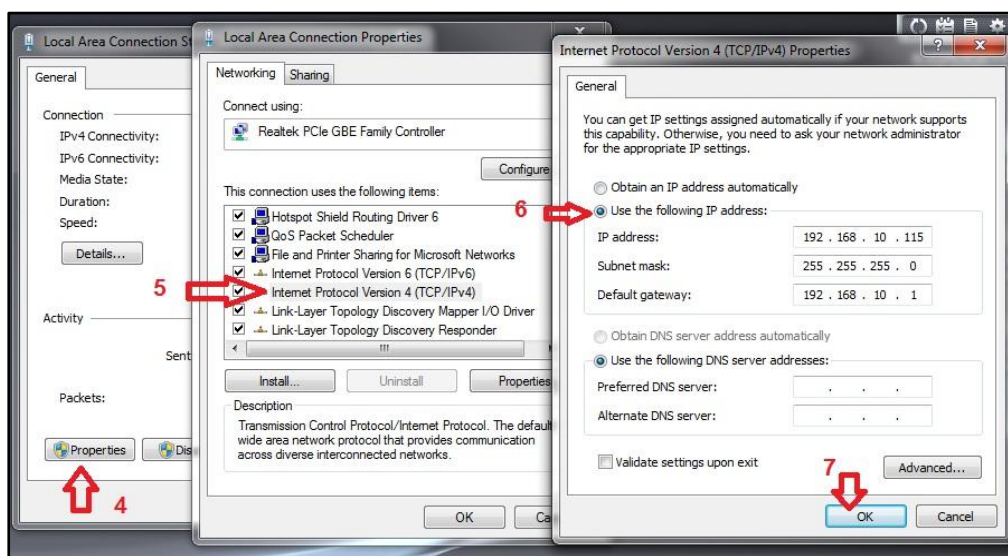 Local Area Connection St
General
Connection
IPv4 Connectivity:
IPv6 Connectivity:
Media State:
Duration:
Speed:
Details...
Activity
Sent
Packets:
Properties
Dis
4
Local Area Connection Properties
Networking
Sharing
Connect using:
Realtek PCIe GBE Family Controller
Configure
This connection uses the following items:
Hotspot Shield Routing Driver 6
QoS Packet Scheduler
File and Printer Sharing for Microsoft Networks
Internet Protocol Version 6 (TCP/IPv6)
5
Internet Protocol Version 4 (TCP/IPv4)
Link-Layer Topology Discovery Mapper I/O Driver
Link-Layer Topology Discovery Responder
Install...
Uninstall
Properties
Description
Transmission Control Protocol/Internet Protocol. The default
wide area network protocol that provides communication
across diverse interconnected networks.
OK
Ca
Internet Protocol Version 4 (TCP/IPv4) Properties
General
You can get IP settings assigned automatically if your network supports
this capability. Otherwise, you need to ask your network administrator
for the appropriate IP settings.
Obtain an IP address automatically
6
Use the following IP address:
IP address: 192 . 168 . 10 . 115
Subnet mask: 255 . 255 . 255 . 0
Default gateway: 192 . 168 . 10 . 1
Obtain DNS server address automatically
Use the following DNS server addresses:
Preferred DNS server: . . .
Alternate DNS server: . . .
Validate settings upon exit
7
Advanced...
OK
Cancel